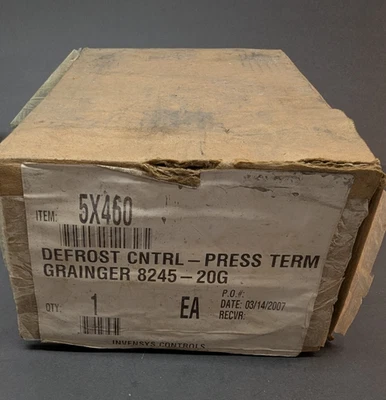 ITEM: 5X460
DEFROST CNTRL-PRESS TERM
GRAINGER 8245-20G
QTY: 1 EA
P.O.#:
DATE: 03/14/2007
RECVR:
INVENSYS CONTROLS